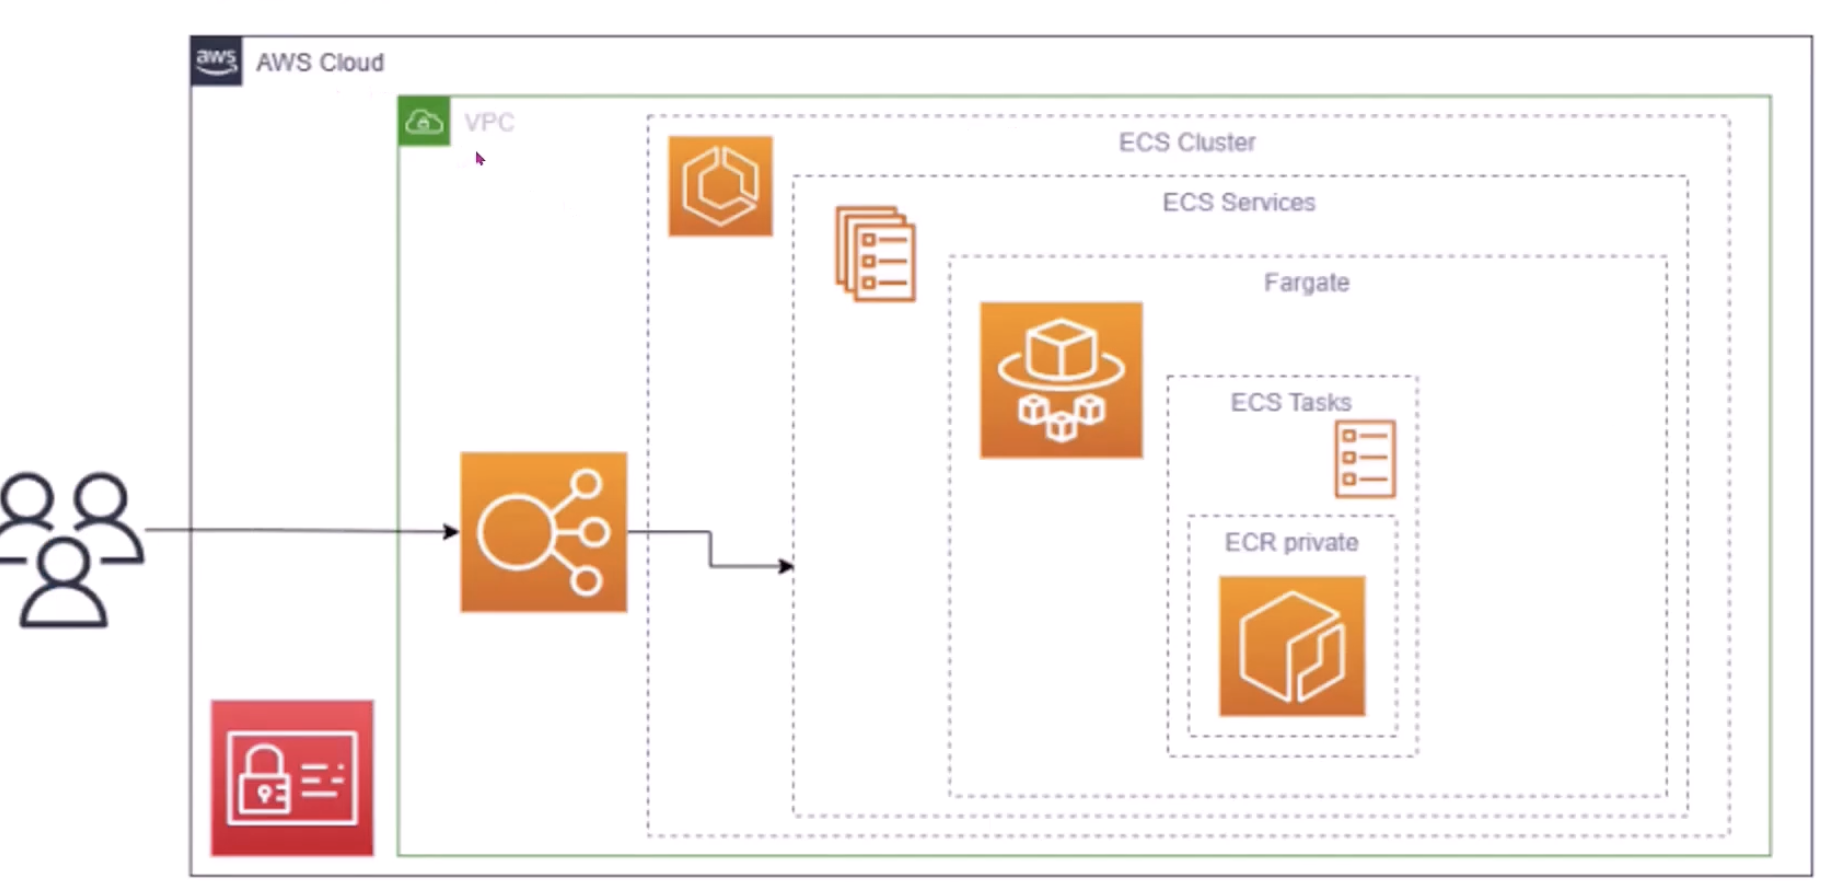 aws
AWS Cloud
VPC
ECS Cluster
ECS Services
Fargate
ECS Tasks
ECR private